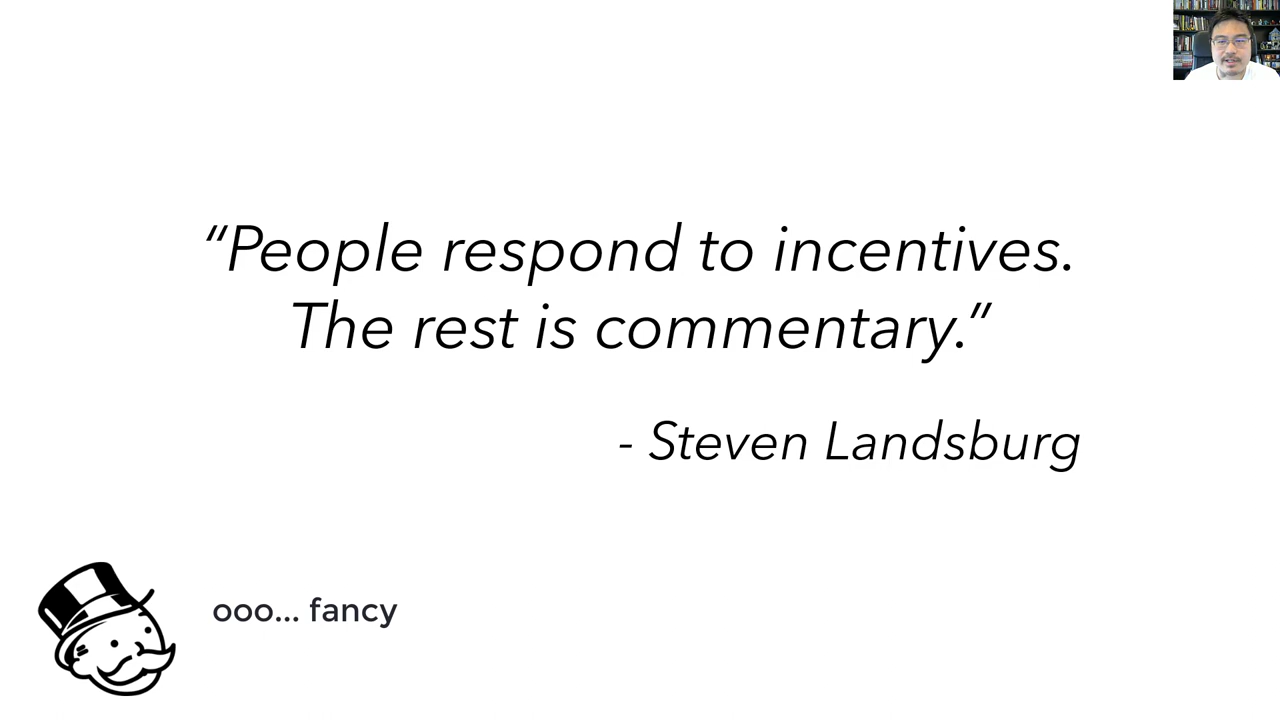 “People respond to incentives.
The rest is commentary.”
- Steven Landsburg
ooo... fancy